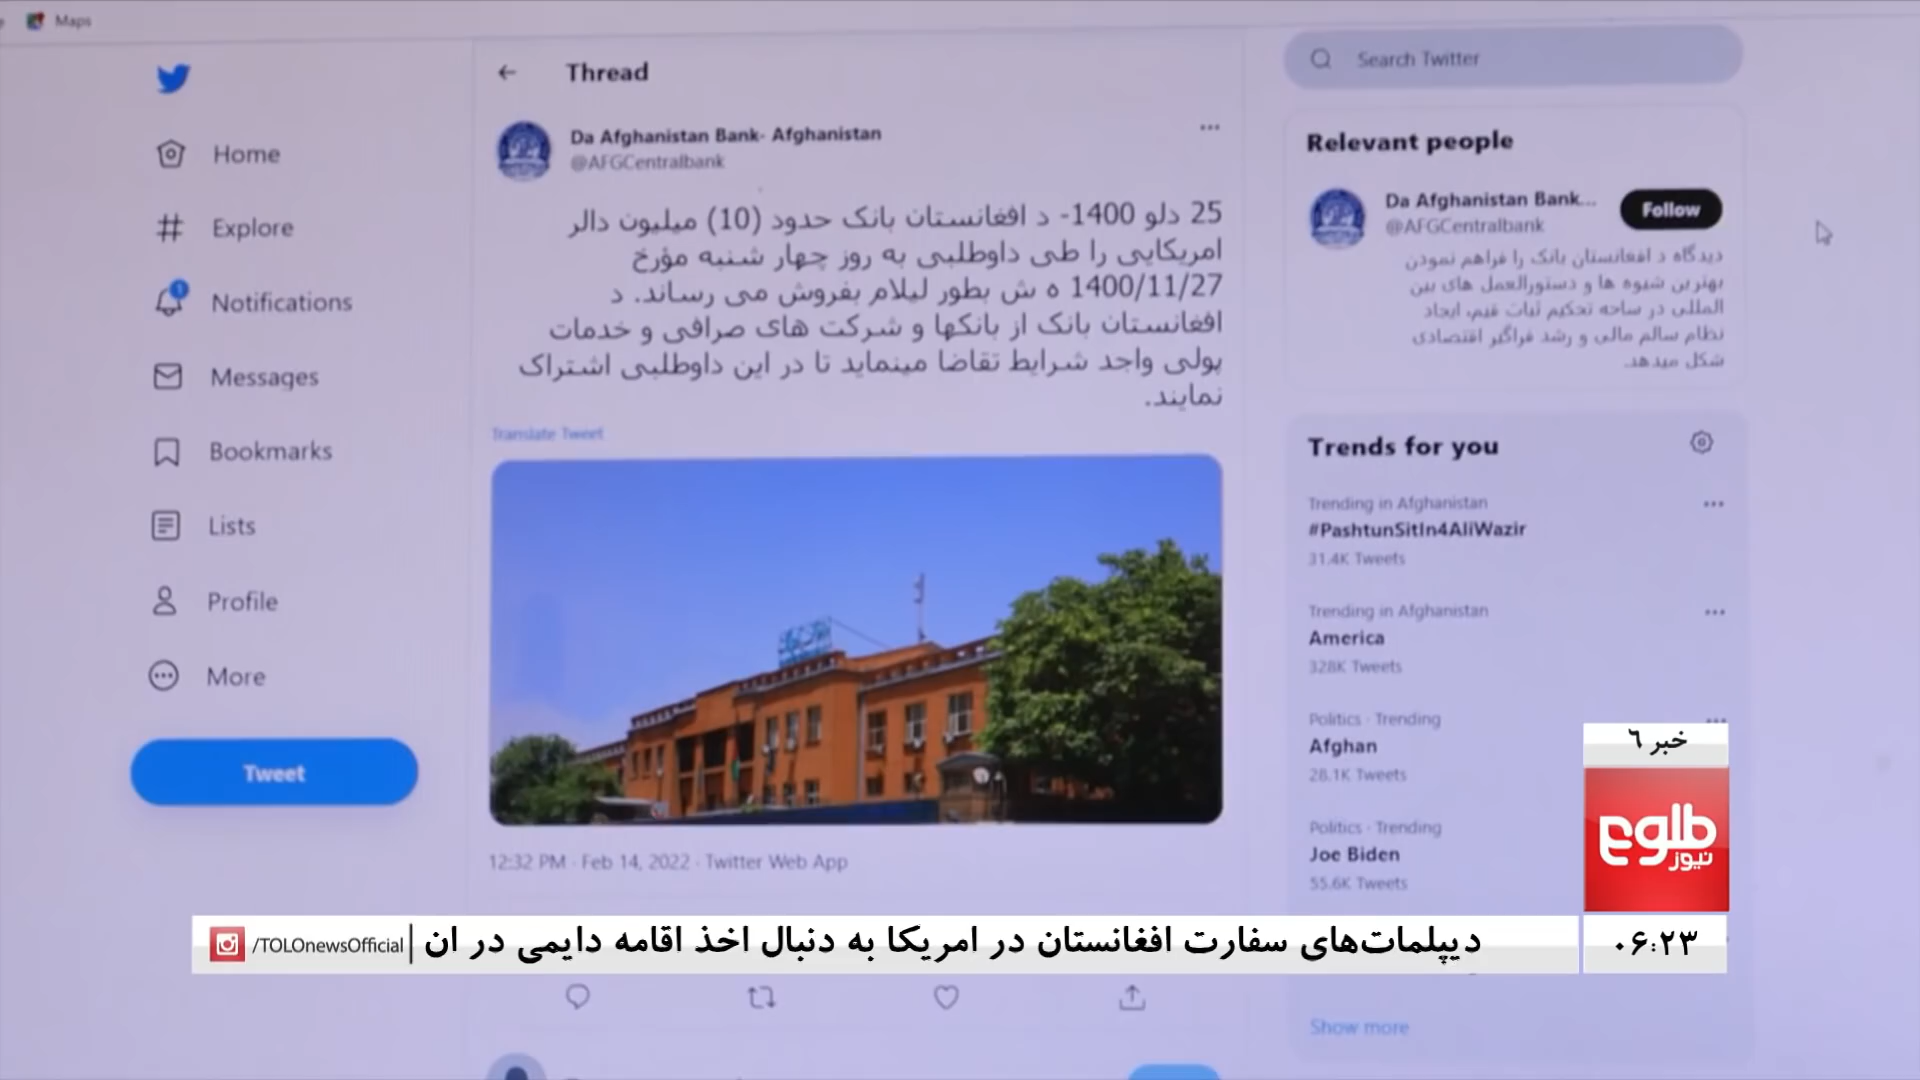 Maps
Home
Explore
1
Notifications
Messages
Bookmarks
Lists
Profile
More
Tweet
Thread
Da Afghanistan Bank- Afghanistan
@AFGCentralbank
25 دلو 1400- د افغانستان بانک حدود (10) میلیون دالر
امریکایی را طی داوطلبی به روز چهار شنبه مؤرخ
1400/11/27 ه ش بطور لیلام بفروش می رساند. د
افغانستان بانک از بانکها و شرکت های صرافی و خدمات
پولی واجد شرایط تقاضا مینماید تا در این داوطلبی اشتراک
نمایند.
Translate Tweet
12:32 PM · Feb 14, 2022 · Twitter Web App
Search Twitter
Relevant people
Da Afghanistan Bank...
@AFGCentralbank
Follow
دیدگاه د افغانستان بانک را فراهم نمودن
بهترین شیوه ها و دستورالعمل های بین
المللی در ساحه تحکیم ثبات قیم، ایجاد
نظام سالم مالی و رشد فراگیر اقتصادی
شکل میدهد.
Trends for you
Trending in Afghanistan
#PashtunSitIn4AliWazir
31.4K Tweets
Trending in Afghanistan
America
328K Tweets
Politics · Trending
Afghan
28.1K Tweets
Politics · Trending
Joe Biden
55.6K Tweets
Show more
خبر ٦
طلوع
نیوز
۰۶:۲۳
/TOLOnewsOfficial
دیپلمات‌های سفارت افغانستان در امریکا به دنبال اخذ اقامه دایمی در ان